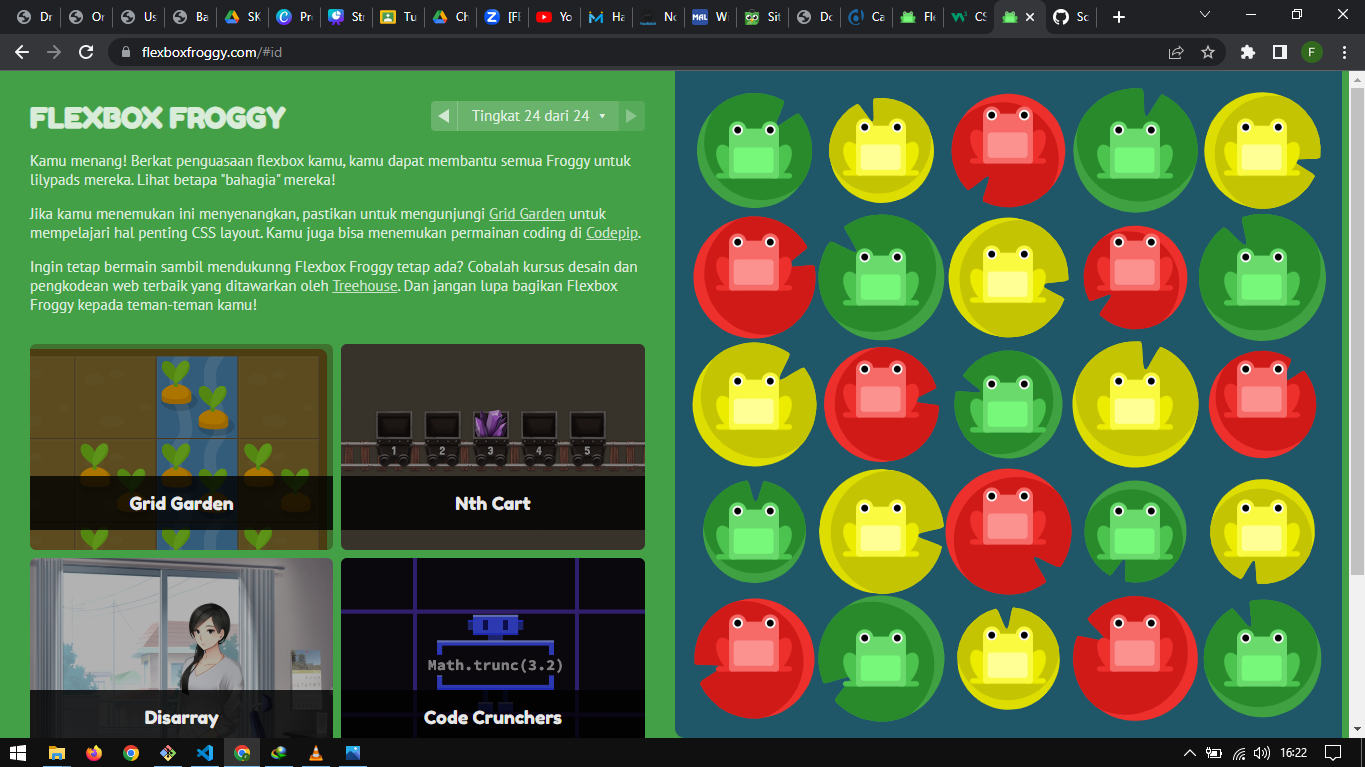 Dr
Or
Us
Ba
SK
Pr
Str
Tu
Ch
[Fl
Yo
Ha
No
W
Sit
Do
Ca
Fle
CS
Sc
flexboxfroggy.com/#id
F
FLEXBOX FROGGY
Tingkat 24 dari 24
Kamu menang! Berkat penguasaan flexbox kamu, kamu dapat membantu semua Froggy untuk
lilypads mereka. Lihat betapa "bahagia" mereka!
Jika kamu menemukan ini menyenangkan, pastikan untuk mengunjungi Grid Garden untuk
mempelajari hal penting CSS layout. Kamu juga bisa menemukan permainan coding di Codepip.
Ingin tetap bermain sambil mendukunng Flexbox Froggy tetap ada? Cobalah kursus desain dan
pengkodean web terbaik yang ditawarkan oleh Treehouse. Dan jangan lupa bagikan Flexbox
Froggy kepada teman-teman kamu!
1 2 3 4 5
Grid Garden
Nth Cart
Math.trunc(3.2)
Disarray
Code Crunchers
16:22